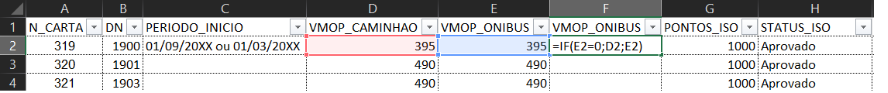 A B C D E F G H
1 N_CARTA DN PERIODO_INICIO VMOP_CAMINHAO VMOP_ONIBUS VMOP_ONIBUS PONTOS_ISO STATUS_ISO
2 319 1900 01/09/20XX ou 01/03/20XX 395 395 =IF(E2=0;D2;E2) 1000 Aprovado
3 320 1901 490 490 1000 Aprovado
4 321 1903 490 490 1000 Aprovado